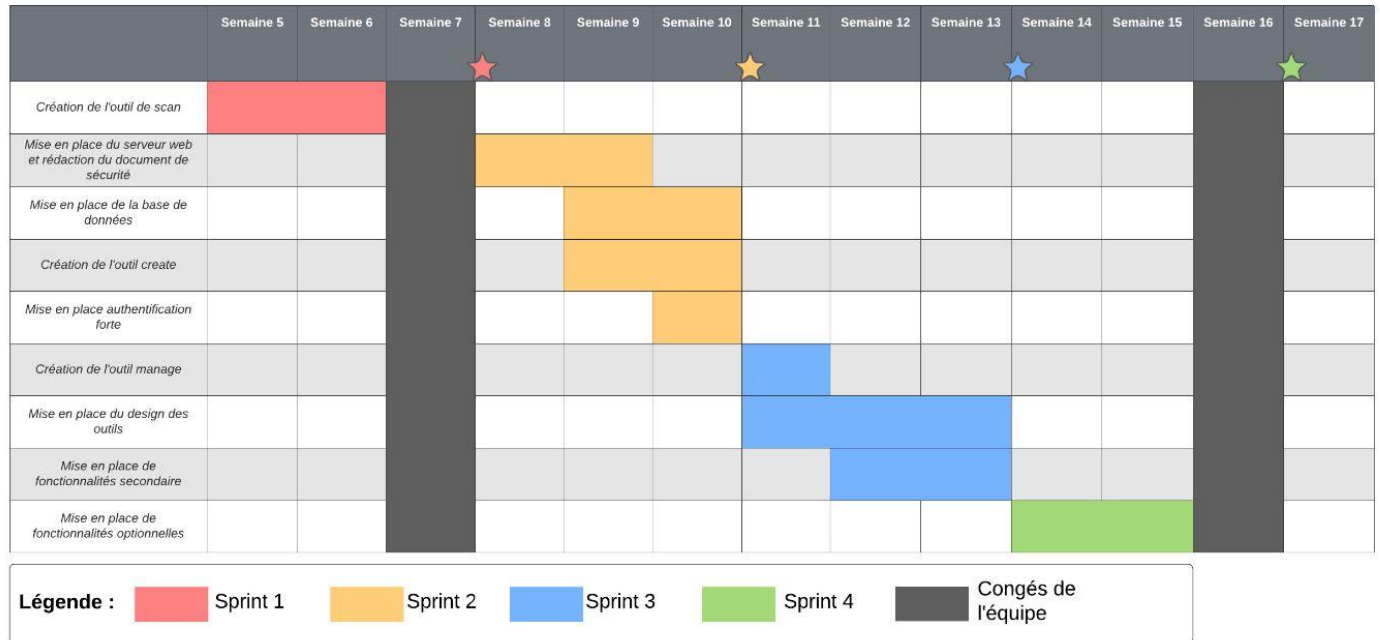 Semaine 5 Semaine 6 Semaine 7 Semaine 8 Semaine 9 Semaine 10 Semaine 11 Semaine 12 Semaine 13 Semaine 14 Semaine 15 Semaine 16 Semaine 17
Création de l'outil de scan
Mise en place du serveur web
et rédaction du document de
sécurité
Mise en place de la base de
données
Création de l'outil create
Mise en place authentification
forte
Création de l'outil manage
Mise en place du design des
outils
Mise en place de
fonctionnalités secondaire
Mise en place de
fonctionnalités optionnelles
Légende : Sprint 1 Sprint 2 Sprint 3 Sprint 4 Congés de
l'équipe